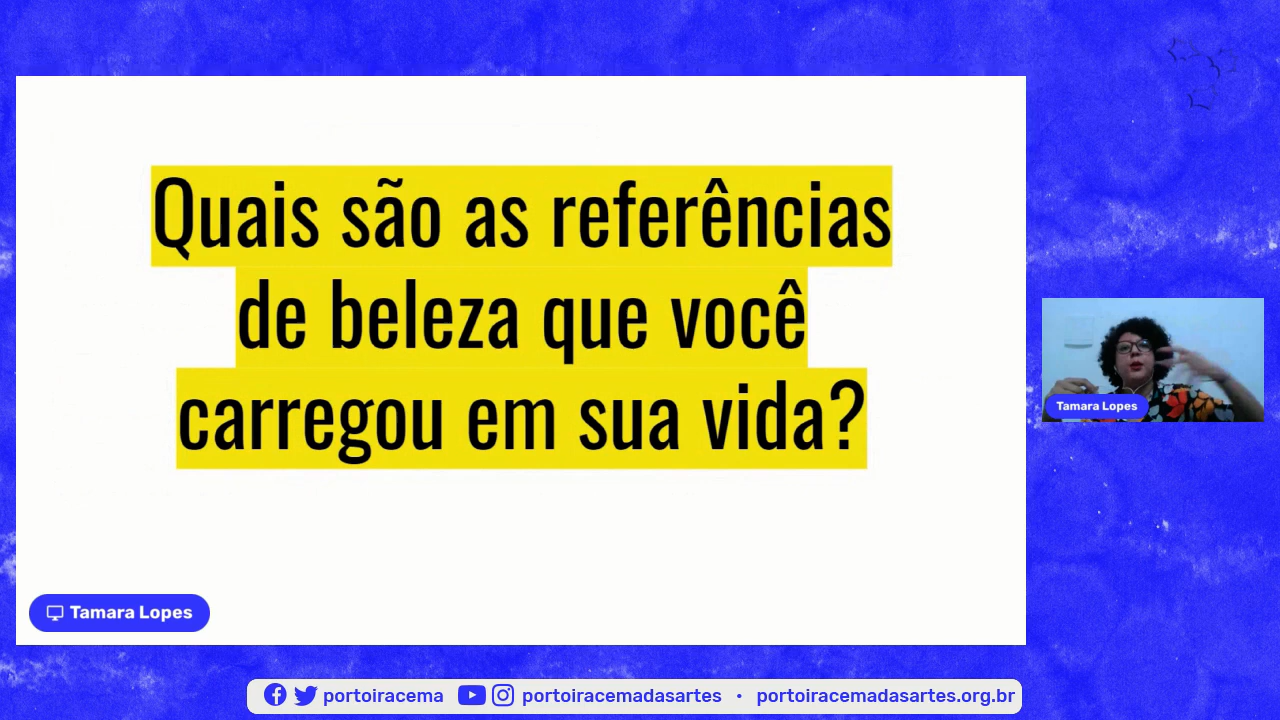 Quais são as referências
de beleza que você
carregou em sua vida?
Tamara Lopes
Tamara Lopes
portoiracema portoiracemadasartes • portoiracemadasartes.org.br